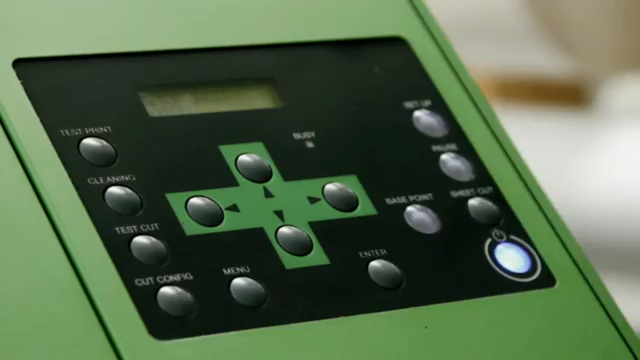 TEST PRINT
CLEANING
TEST CUT
CUT CONFIG
MENU
ENTER
BUSY
SET UP
PAUSE
BASE POINT
SHEET CUT